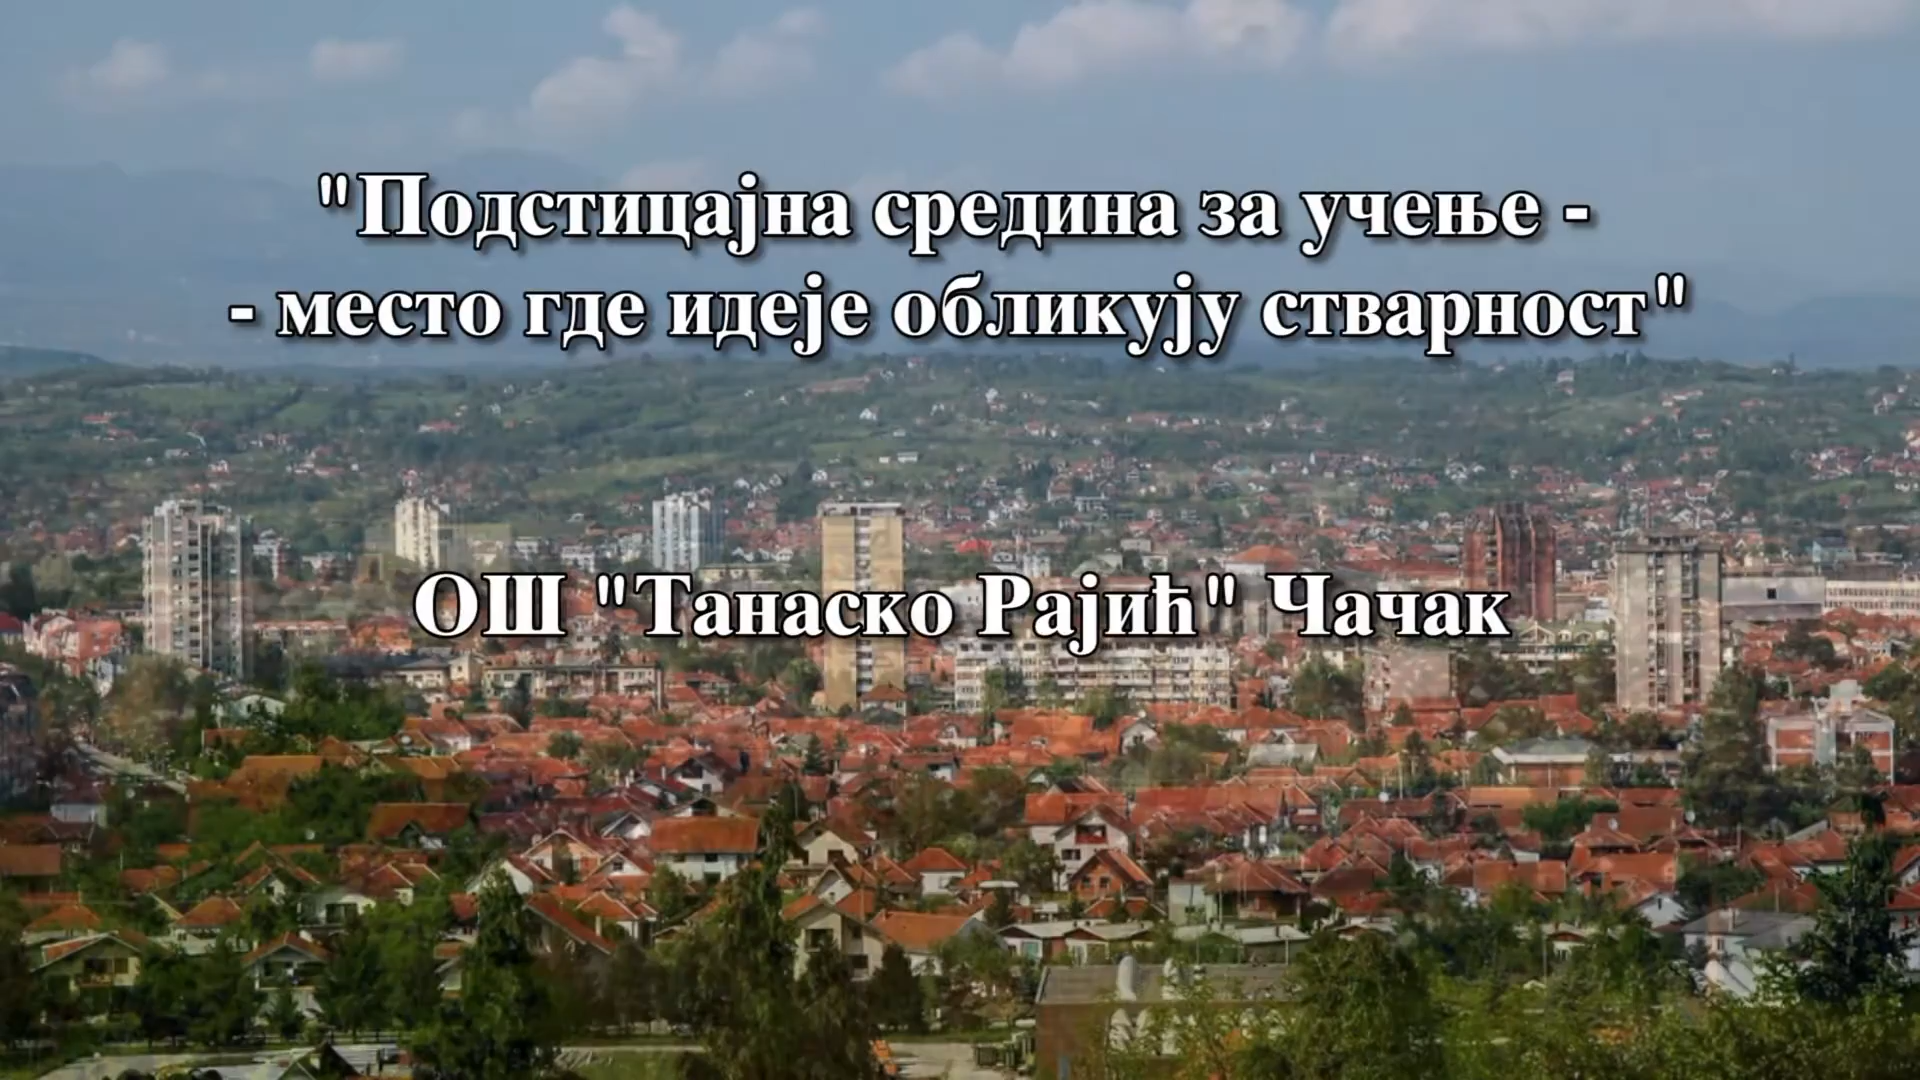 "Подстицајна средина за учење -
- место где идеје обликују стварност"
ОШ "Танаско Рајић" Чачак